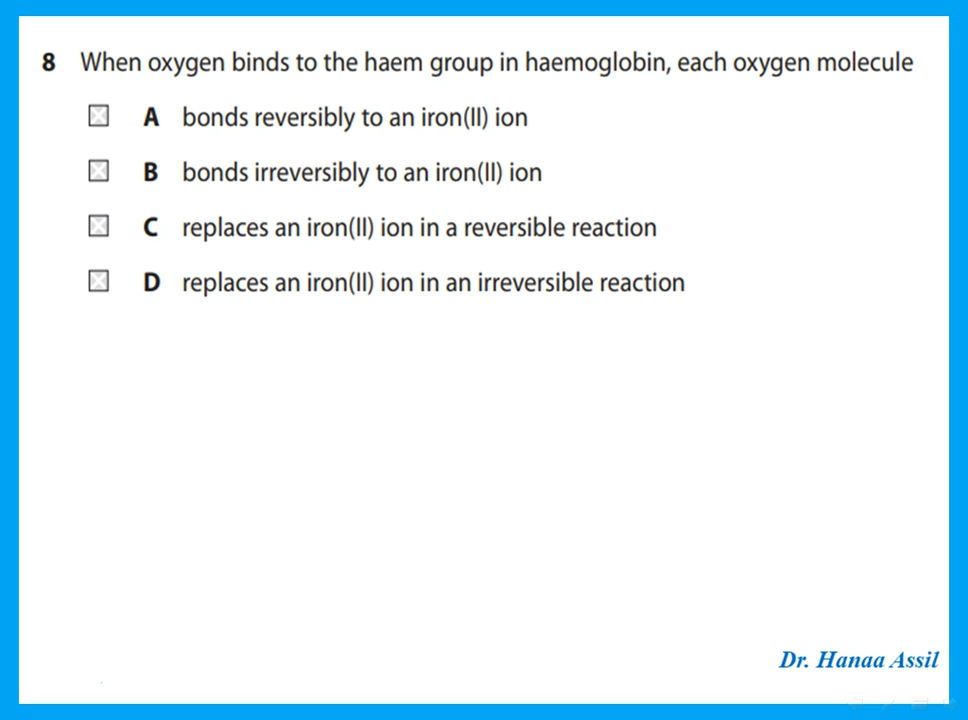 8 When oxygen binds to the haem group in haemoglobin, each oxygen molecule
A bonds reversibly to an iron(II) ion
B bonds irreversibly to an iron(II) ion
C replaces an iron(II) ion in a reversible reaction
D replaces an iron(II) ion in an irreversible reaction
Dr. Hanaa Assil